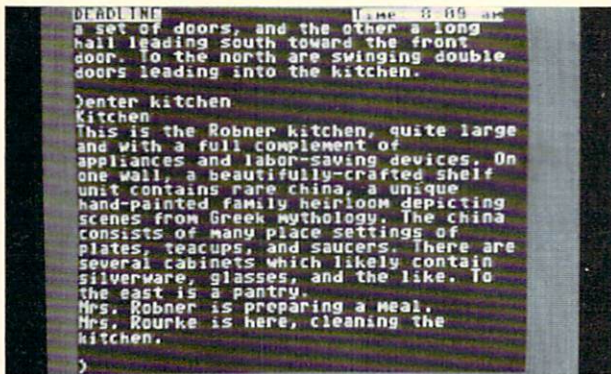 DEADLINE Time: 8:09 am
a set of doors, and the other a long
hall leading south toward the front
door. To the north are swinging double
doors leading into the kitchen.
>enter kitchen
Kitchen
This is the Robner kitchen, quite large
and with a full complement of
appliances and labor-saving devices. On
one wall, a beautifully-crafted shelf
unit contains rare china, a unique
hand-painted family heirloom depicting
scenes from Greek mythology. The china
consists of many place settings of
plates, teacups, and saucers. There are
several cabinets which likely contain
silverware, glasses, and the like. To
the east is a pantry.
Mrs. Robner is preparing a meal.
Mrs. Rourke is here, cleaning the
kitchen.
>